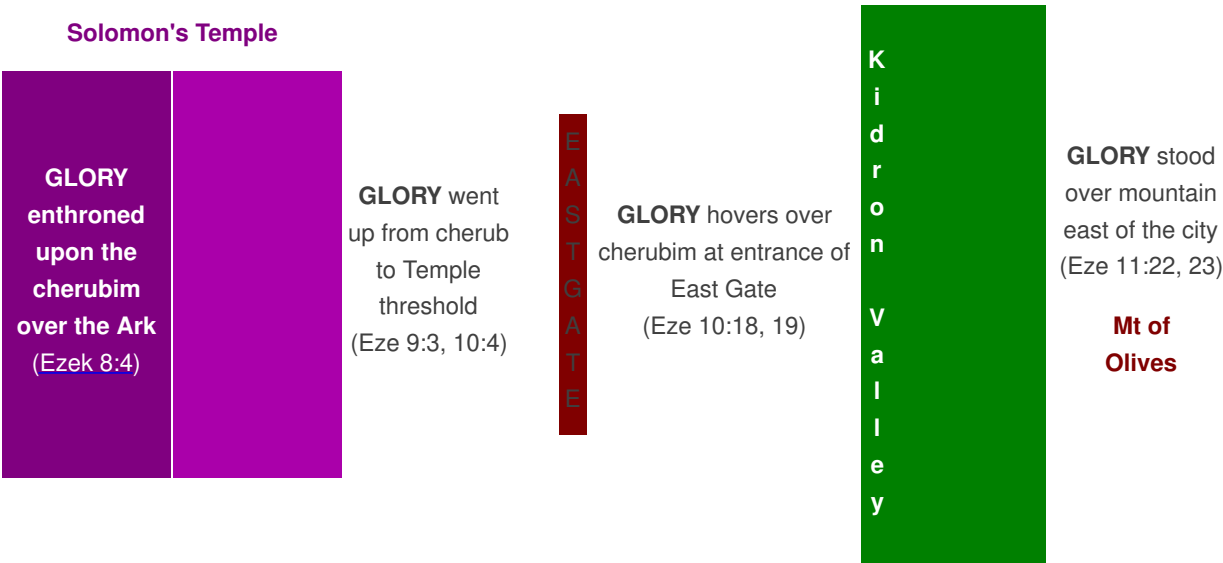 Solomon's Temple
GLORY
enthroned
upon the
cherubim
over the Ark
(Ezek 8:4)
GLORY went
up from cherub
to Temple
threshold
(Eze 9:3, 10:4)
E
A
S
T
G
A
T
E
GLORY hovers over
cherubim at entrance of
East Gate
(Eze 10:18, 19)
K
i
d
r
o
n
V
a
l
l
e
y
GLORY stood
over mountain
east of the city
(Eze 11:22, 23)
Mt of
Olives